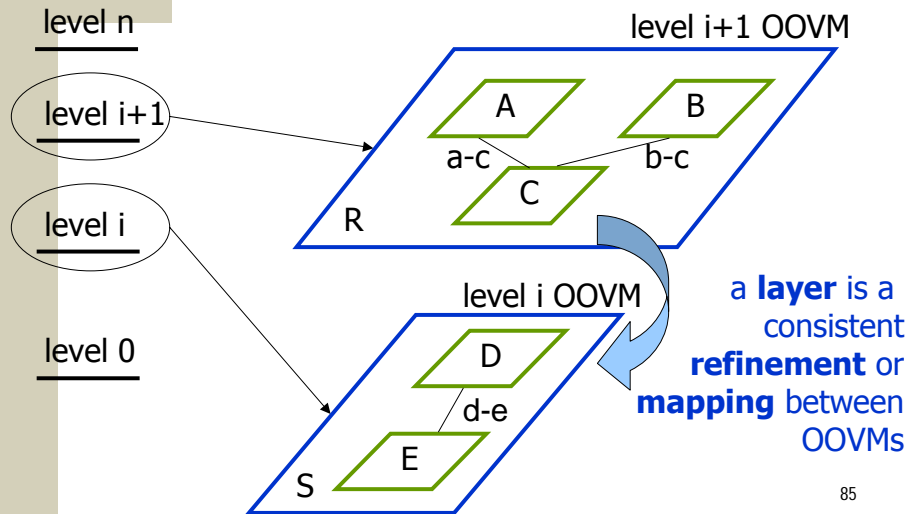 level n
level i+1
level i
level 0
level i+1 OOVM
A
B
a-c
b-c
C
R
level i OOVM
D
d-e
E
S
a layer is a
consistent
refinement or
mapping between
OOVMs
85